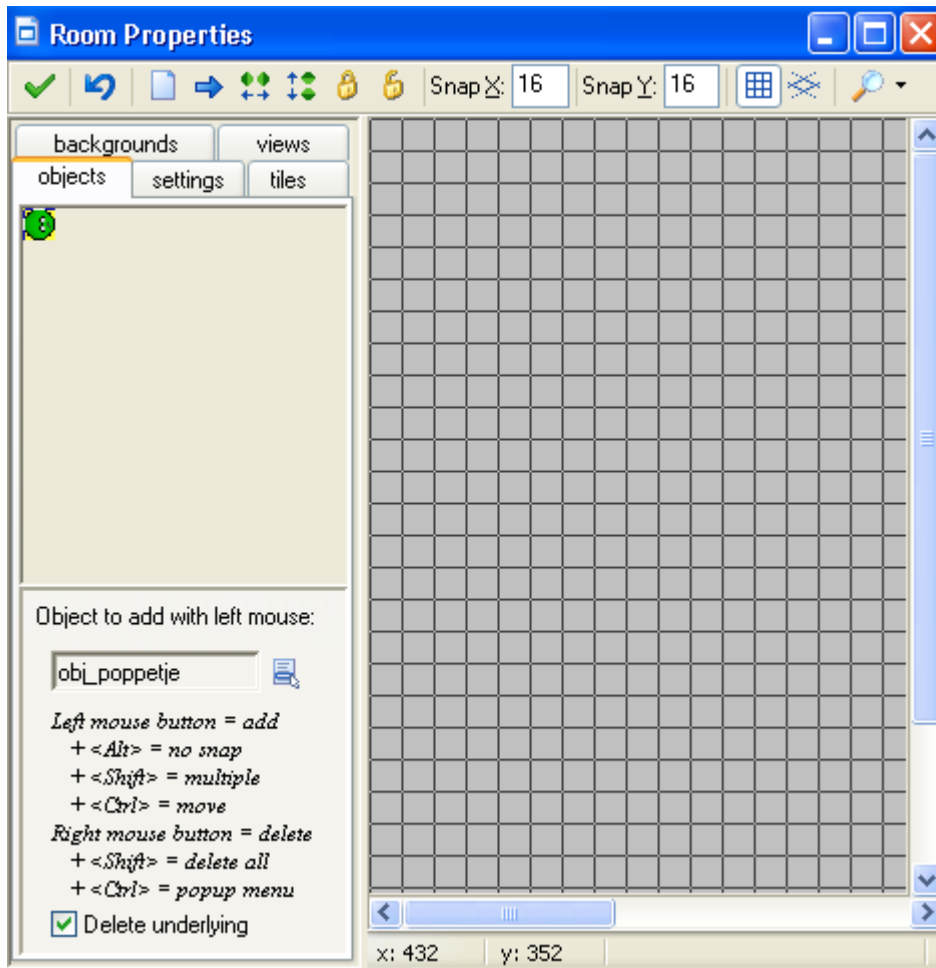 Room Properties
Snap X: 16 Snap Y: 16
backgrounds views
objects settings tiles
Object to add with left mouse:
obj_poppetje
Left mouse button = add
+ <Alt> = no snap
+ <Shift> = multiple
+ <Ctrl> = move
Right mouse button = delete
+ <Shift> = delete all
+ <Ctrl> = popup menu
Delete underlying
x: 432 y: 352